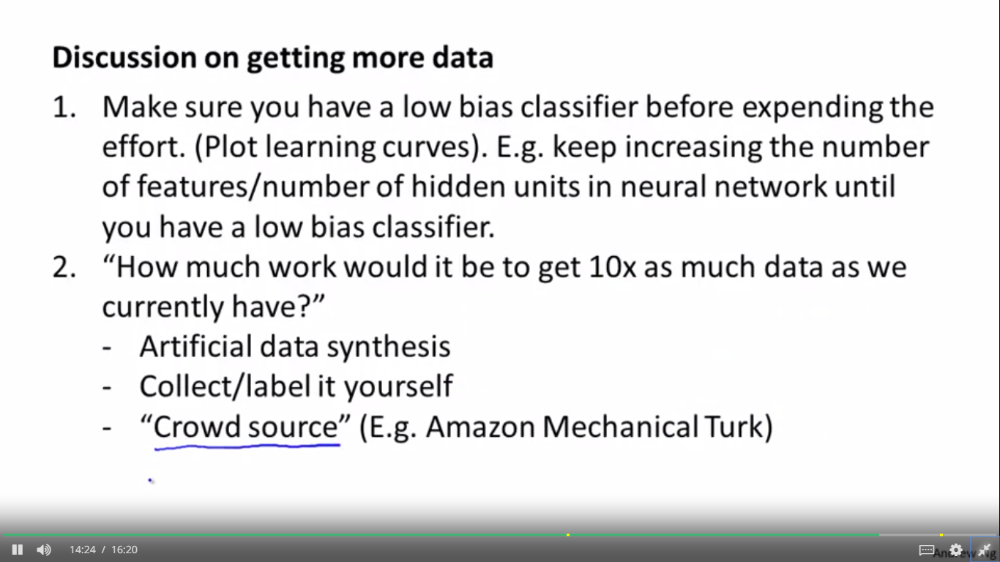 Discussion on getting more data
1. Make sure you have a low bias classifier before expending the
effort. (Plot learning curves). E.g. keep increasing the number
of features/number of hidden units in neural network until
you have a low bias classifier.
2. “How much work would it be to get 10x as much data as we
currently have?”
- Artificial data synthesis
- Collect/label it yourself
- “Crowd source” (E.g. Amazon Mechanical Turk)
14:24 / 16:20
Andrew Ng